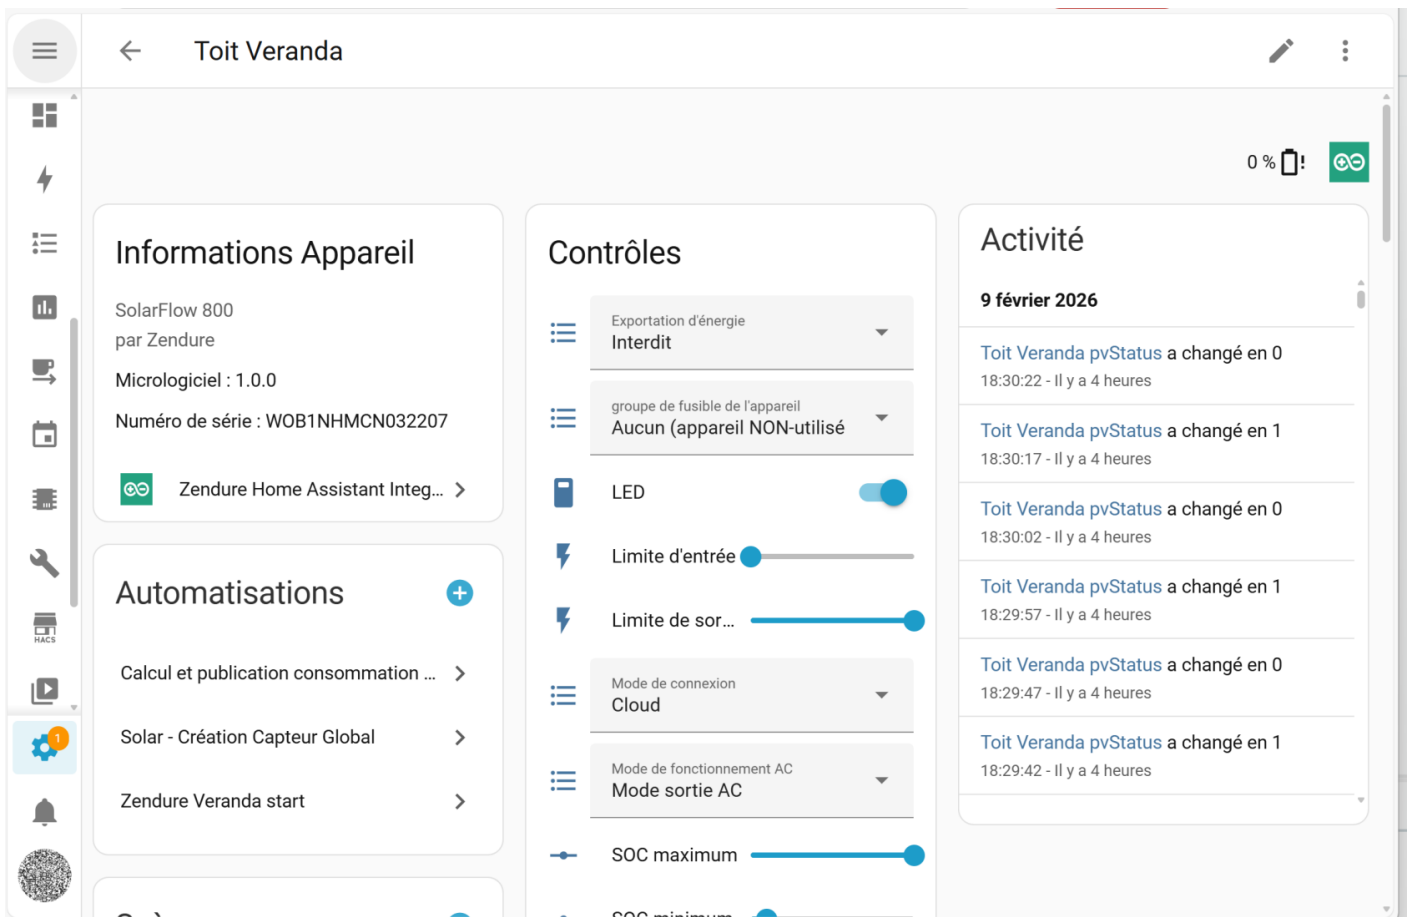 Toit Veranda
0 %
Informations Appareil
SolarFlow 800
par Zendure
Micrologiciel : 1.0.0
Numéro de série : WOB1NHMCN032207
Zendure Home Assistant Integ...
Automatisations
Calcul et publication consommation ...
Solar - Création Capteur Global
Zendure Veranda start
Contrôles
Exportation d'énergie
Interdit
groupe de fusible de l'appareil
Aucun (appareil NON-utilisé
LED
Limite d'entrée
Limite de sor...
Mode de connexion
Cloud
Mode de fonctionnement AC
Mode sortie AC
SOC maximum
SOC minimum
Activité
9 février 2026
Toit Veranda pvStatus a changé en 0
18:30:22 - Il y a 4 heures
Toit Veranda pvStatus a changé en 1
18:30:17 - Il y a 4 heures
Toit Veranda pvStatus a changé en 0
18:30:02 - Il y a 4 heures
Toit Veranda pvStatus a changé en 1
18:29:57 - Il y a 4 heures
Toit Veranda pvStatus a changé en 0
18:29:47 - Il y a 4 heures
Toit Veranda pvStatus a changé en 1
18:29:42 - Il y a 4 heures
HACS
1